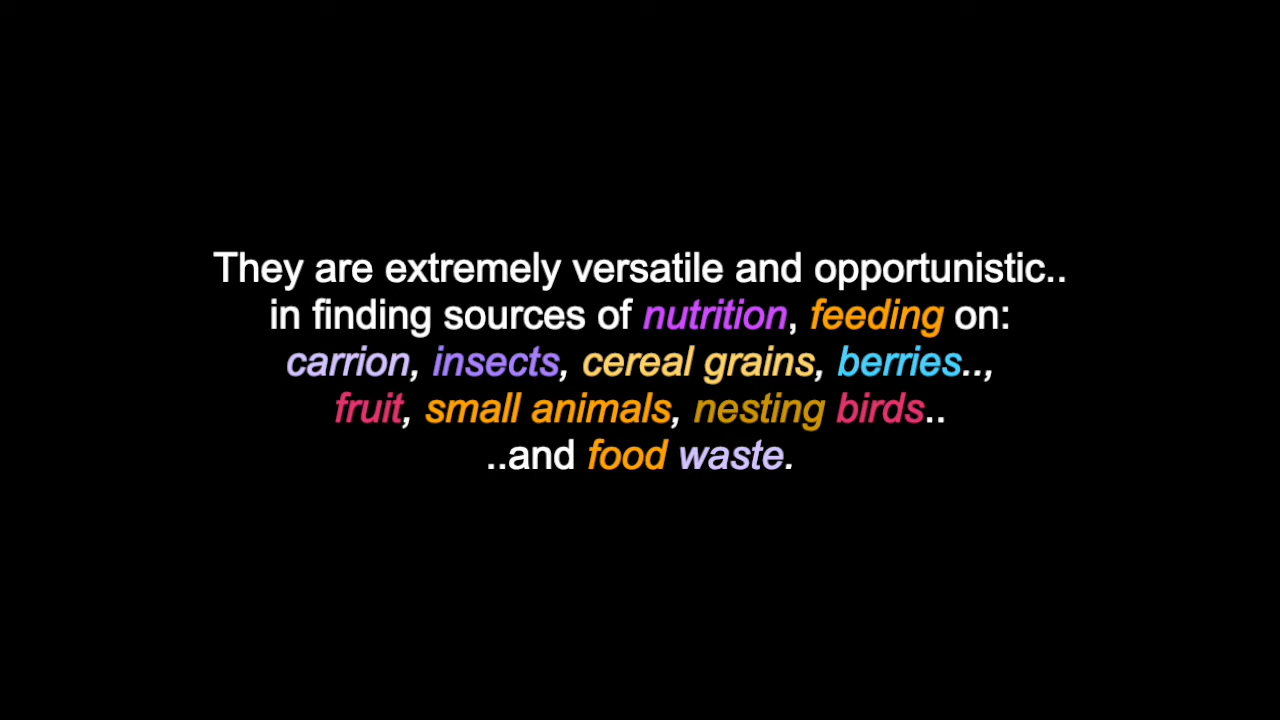 They are extremely versatile and opportunistic..
in finding sources of nutrition, feeding on:
carrion, insects, cereal grains, berries..,
fruit, small animals, nesting birds..
..and food waste.